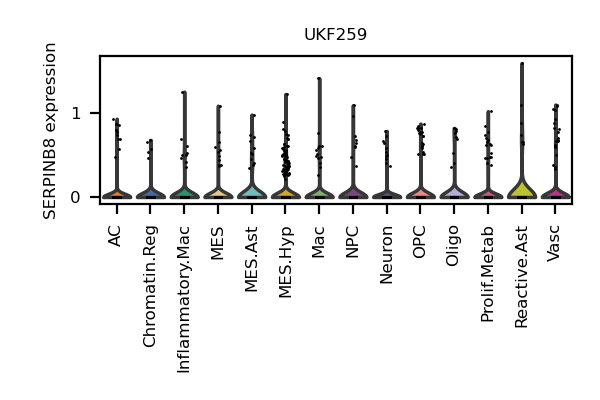 UKF259
SERPINB8 expression
1
0
AC
Chromatin.Reg
Inflammatory.Mac
MES
MES.Ast
MES.Hyp
Mac
NPC
Neuron
OPC
Oligo
Prolif.Metab
Reactive.Ast
Vasc